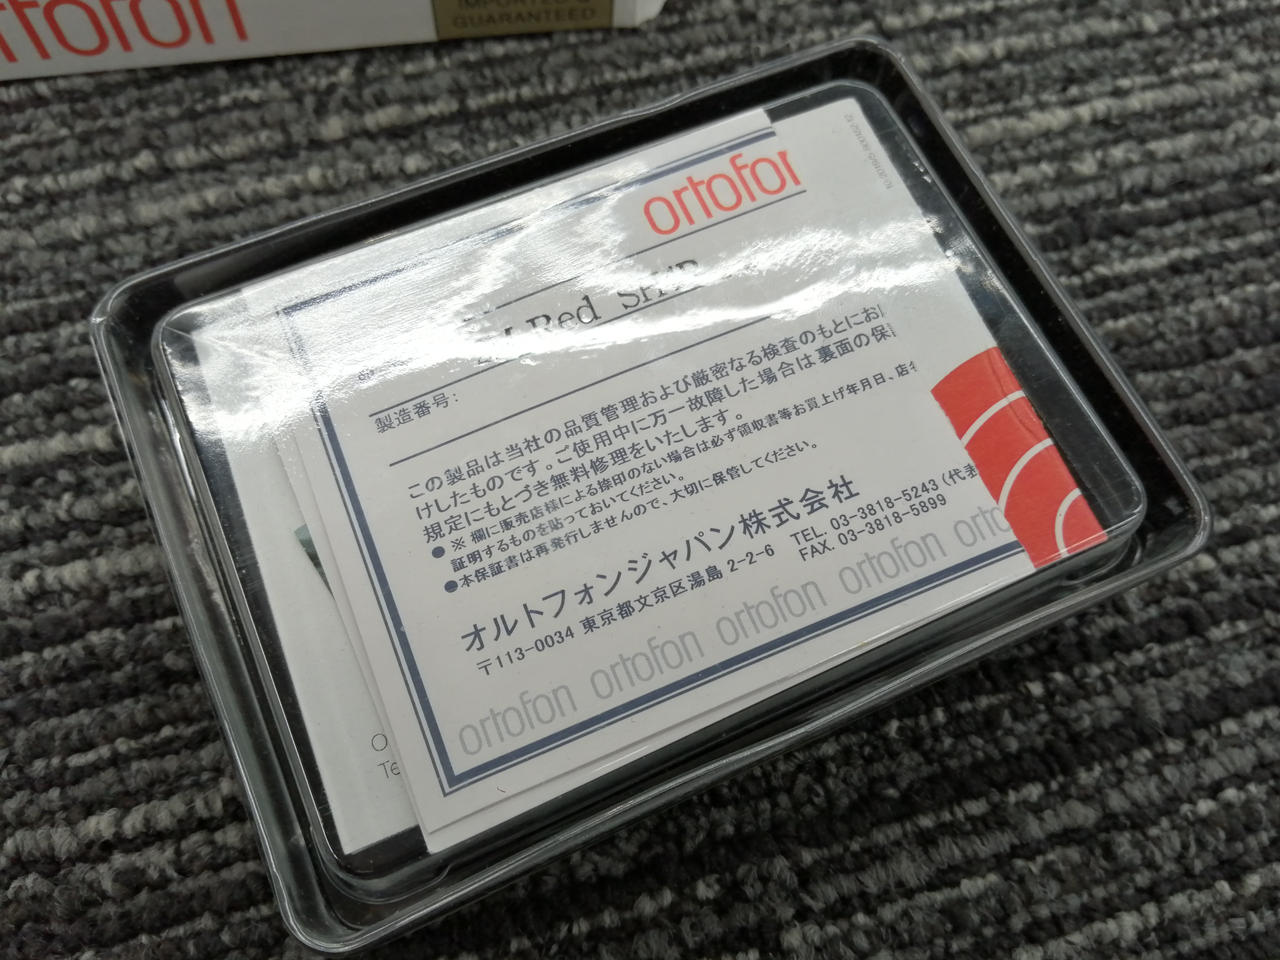 ortofon
GUARANTEED
ortofon
Red
製造番号：
この製品は当社の品質管理および厳密なる検査のもとにお
けしたものです。ご使用中に万一故障した場合は裏面の保
規定にもとづき無料修理をいたします。
●※欄に販売店様による捺印のない場合は必ず領収書等お買上げ年月日、店
証明するものを貼っておいてください。
●本保証書は再発行しませんので、大切に保管してください。
オルトフォンジャパン株式会社
〒113-0034 東京都文京区湯島 2-2-6 TEL. 03-3818-5243（代表
FAX. 03-3818-5899
ortofon ortofon ortofon ortofon orto